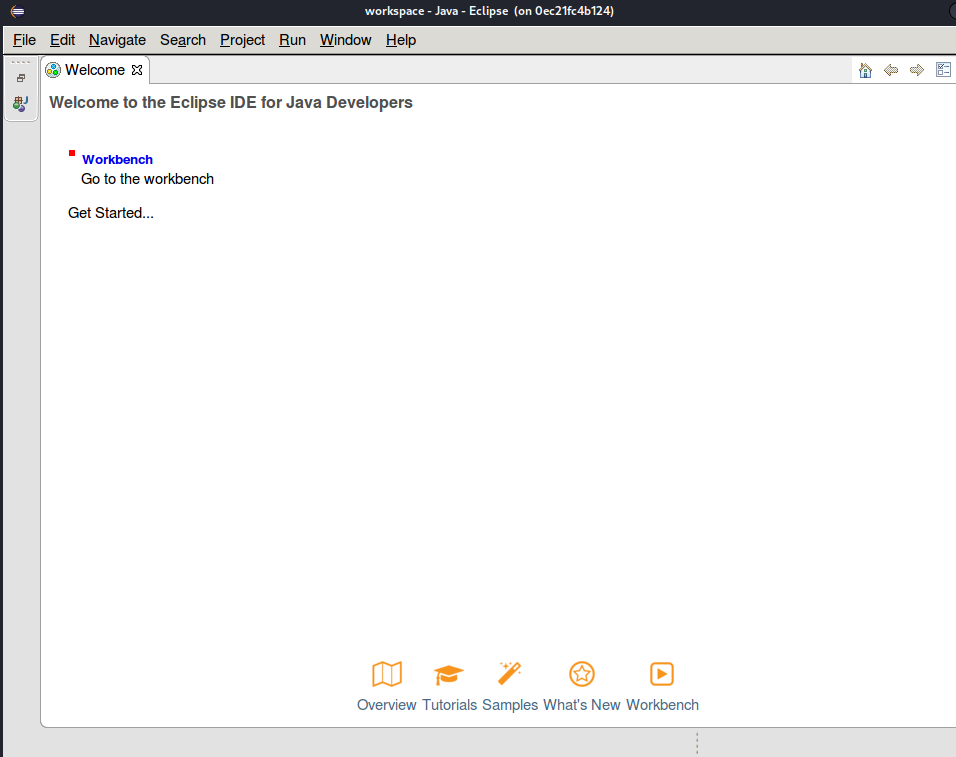 workspace - Java - Eclipse (on 0ec21fc4b124)
File Edit Navigate Search Project Run Window Help
Welcome
Welcome to the Eclipse IDE for Java Developers
Workbench
Go to the workbench
Get Started...
Overview Tutorials Samples What's New Workbench